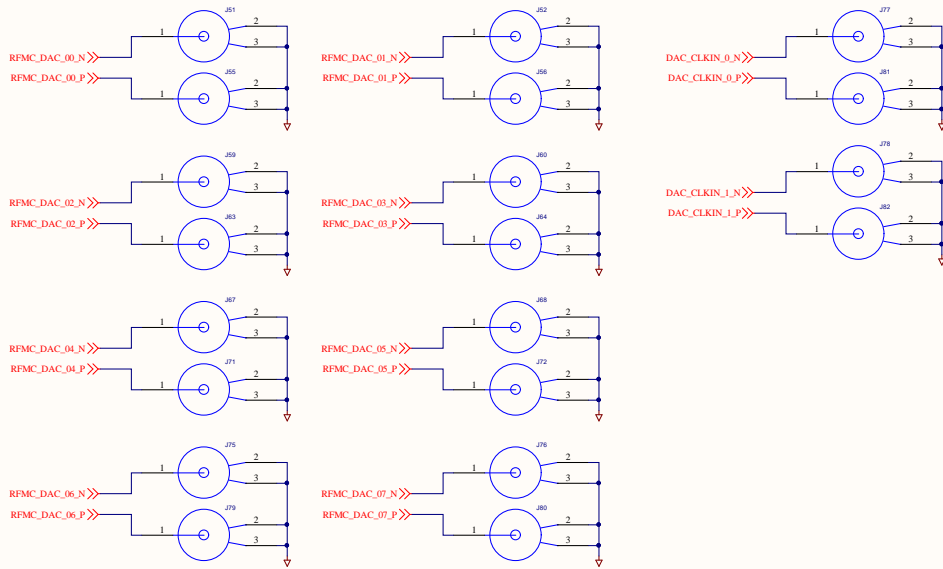 J51
1
2
3
RFMC_DAC_00_N
RFMC_DAC_00_P
J55
1
2
3
J52
1
2
3
RFMC_DAC_01_N
RFMC_DAC_01_P
J56
1
2
3
J77
1
2
3
DAC_CLKIN_0_N
DAC_CLKIN_0_P
J81
1
2
3
J59
1
2
3
RFMC_DAC_02_N
RFMC_DAC_02_P
J63
1
2
3
J60
1
2
3
RFMC_DAC_03_N
RFMC_DAC_03_P
J64
1
2
3
J78
1
2
3
DAC_CLKIN_1_N
DAC_CLKIN_1_P
J82
1
2
3
J67
1
2
3
RFMC_DAC_04_N
RFMC_DAC_04_P
J71
1
2
3
J68
1
2
3
RFMC_DAC_05_N
RFMC_DAC_05_P
J72
1
2
3
J75
1
2
3
RFMC_DAC_06_N
RFMC_DAC_06_P
J79
1
2
3
J76
1
2
3
RFMC_DAC_07_N
RFMC_DAC_07_P
J80
1
2
3